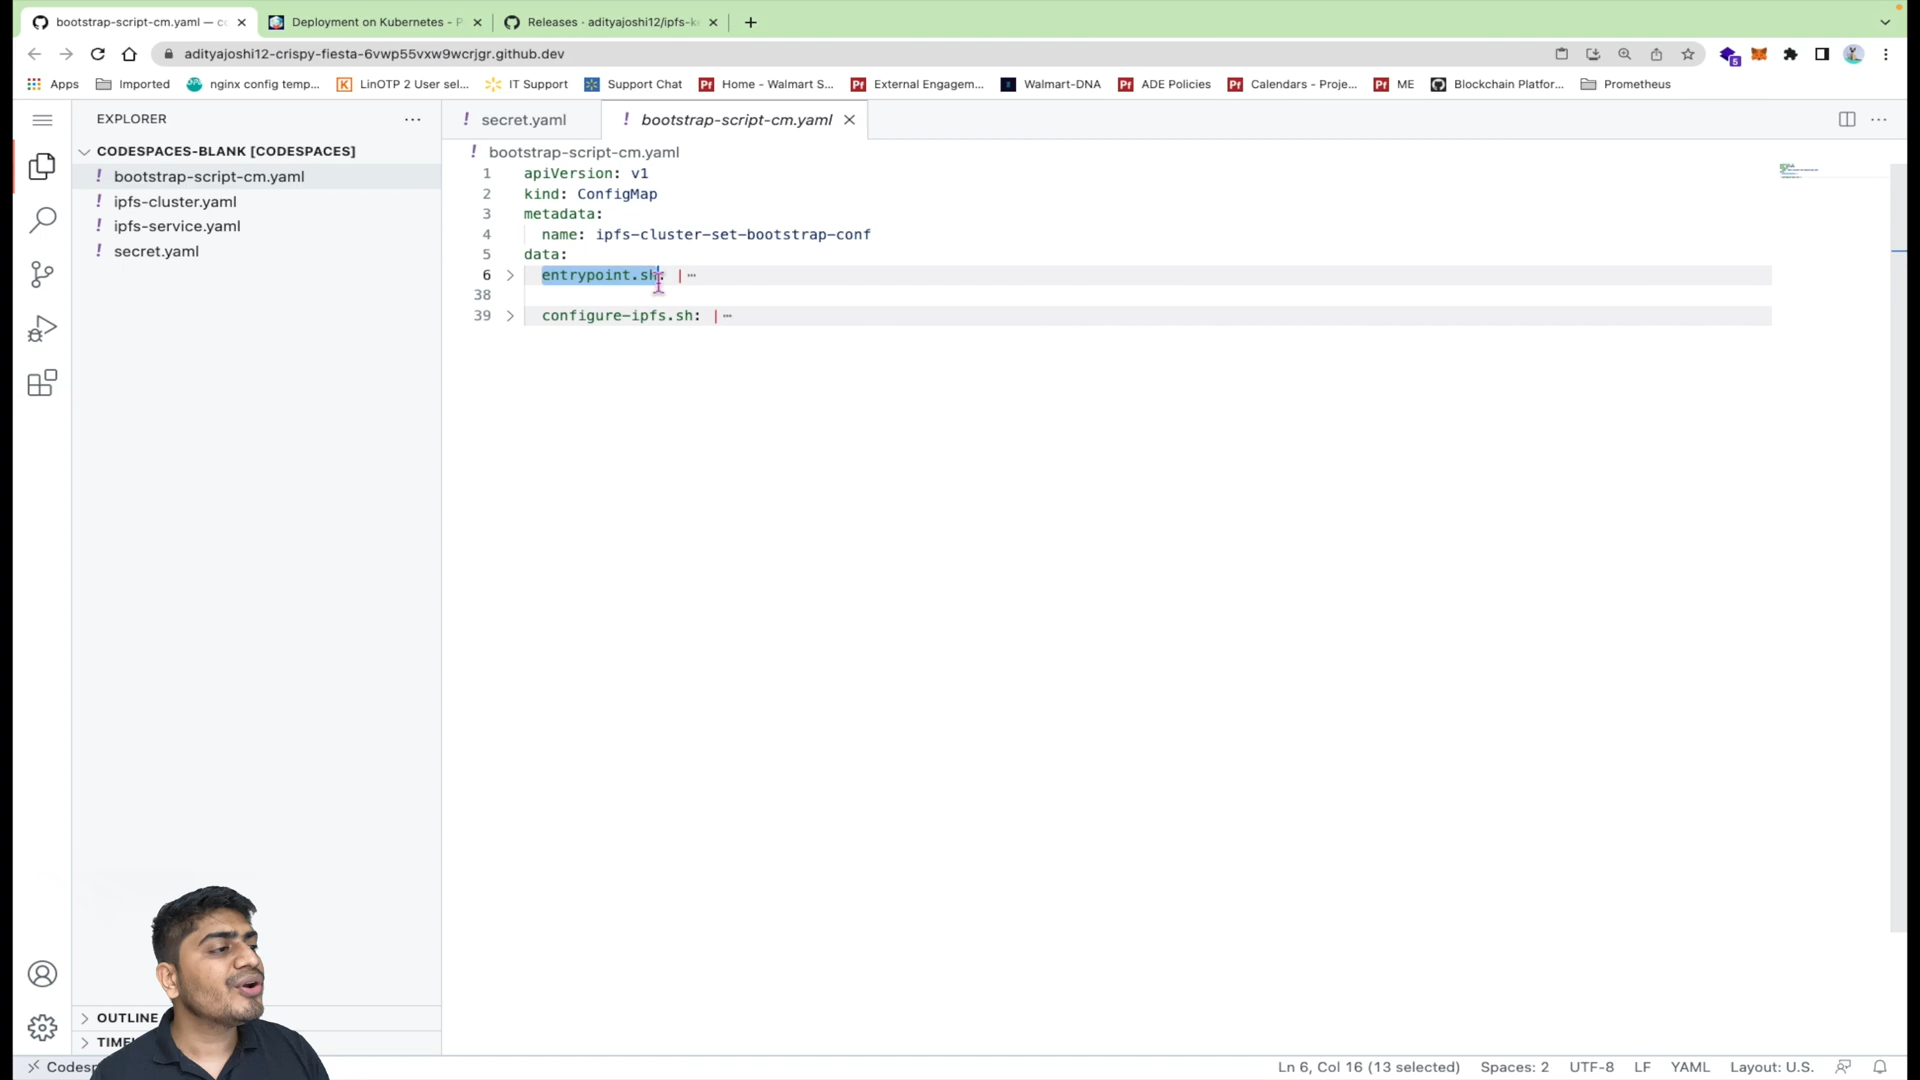 bootstrap-script-cm.yaml — co
Deployment on Kubernetes - P
Releases · adityajoshi12/ipfs-k
adityajoshi12-crispy-fiesta-6vwp55vxw9wcrjgr.github.dev
5
Apps
Imported
nginx config temp...
LinOTP 2 User sel...
IT Support
Support Chat
Home - Walmart S...
External Engagem...
Walmart-DNA
ADE Policies
Calendars - Proje...
ME
Blockchain Platfor...
Prometheus
EXPLORER
CODESPACES-BLANK [CODESPACES]
! bootstrap-script-cm.yaml
! ipfs-cluster.yaml
! ipfs-service.yaml
! secret.yaml
OUTLINE
TIME
! secret.yaml
! bootstrap-script-cm.yaml
! bootstrap-script-cm.yaml
1 apiVersion: v1
2 kind: ConfigMap
3 metadata:
4 name: ipfs-cluster-set-bootstrap-conf
5 data:
6 entrypoint.sh: | ...
38
39 configure-ipfs.sh: | ...
Codesp
Ln 6, Col 16 (13 selected)
Spaces: 2
UTF-8
LF
YAML
Layout: U.S.